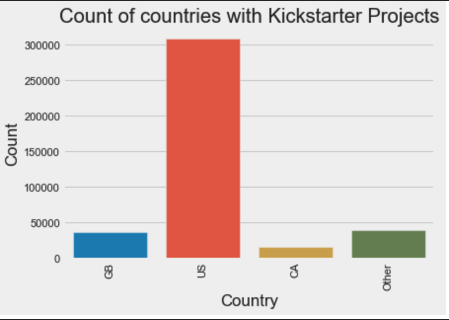 Count of countries with Kickstarter Projects
300000
250000
200000
150000
100000
50000
0
Count
GB
US
CA
Other
Country